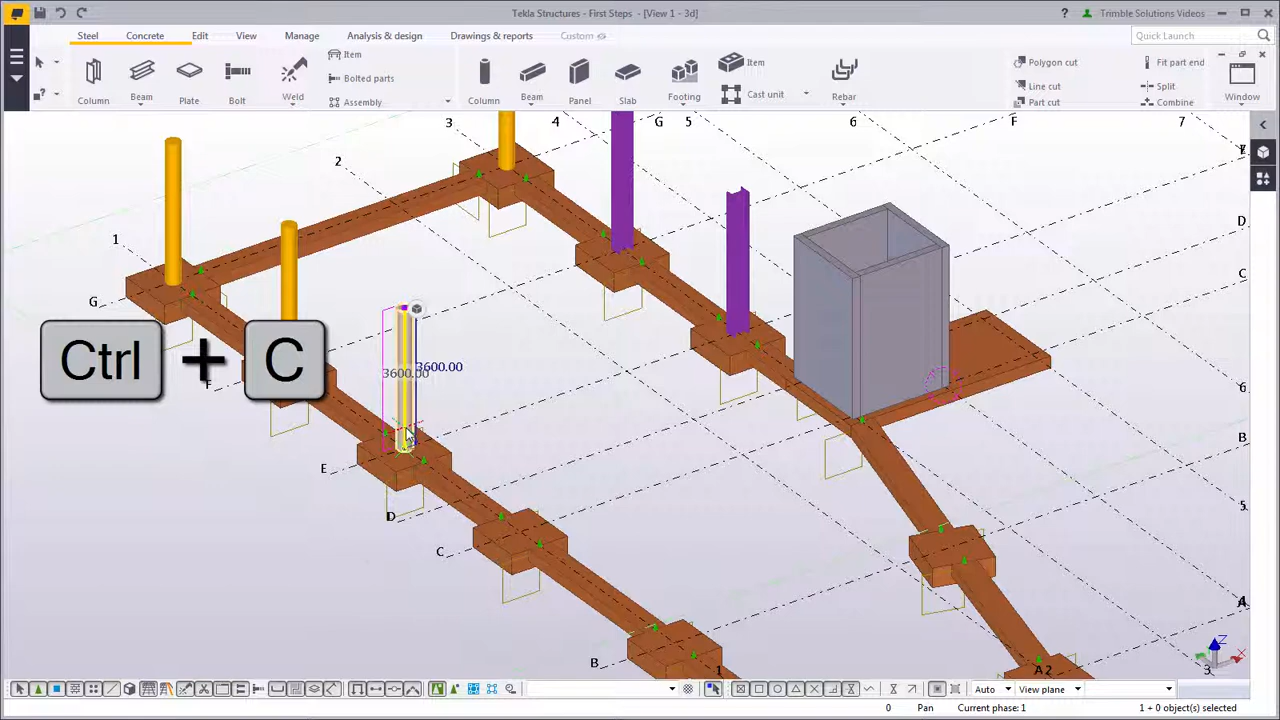 Tekla Structures - First Steps - [View 1 - 3d]
? Trimble Solutions Videos
Steel Concrete Edit View Manage Analysis & design Drawings & reports Custom
Quick Launch
Column Beam Plate Bolt Weld
Item
Bolted parts
Assembly
Column Beam Panel Slab Footing
Item
Cast unit
Rebar
Polygon cut
Line cut
Part cut
Fit part end
Split
Combine
Window
3 4 G 5 6 F 7
2 E
1
D
G
C
Ctrl + C
F
3600.00 3600.00
6
B
E
D
5
C
A
B 1 A 2
Z
Auto View plane
0 Pan Current phase: 1 1 + 0 object(s) selected